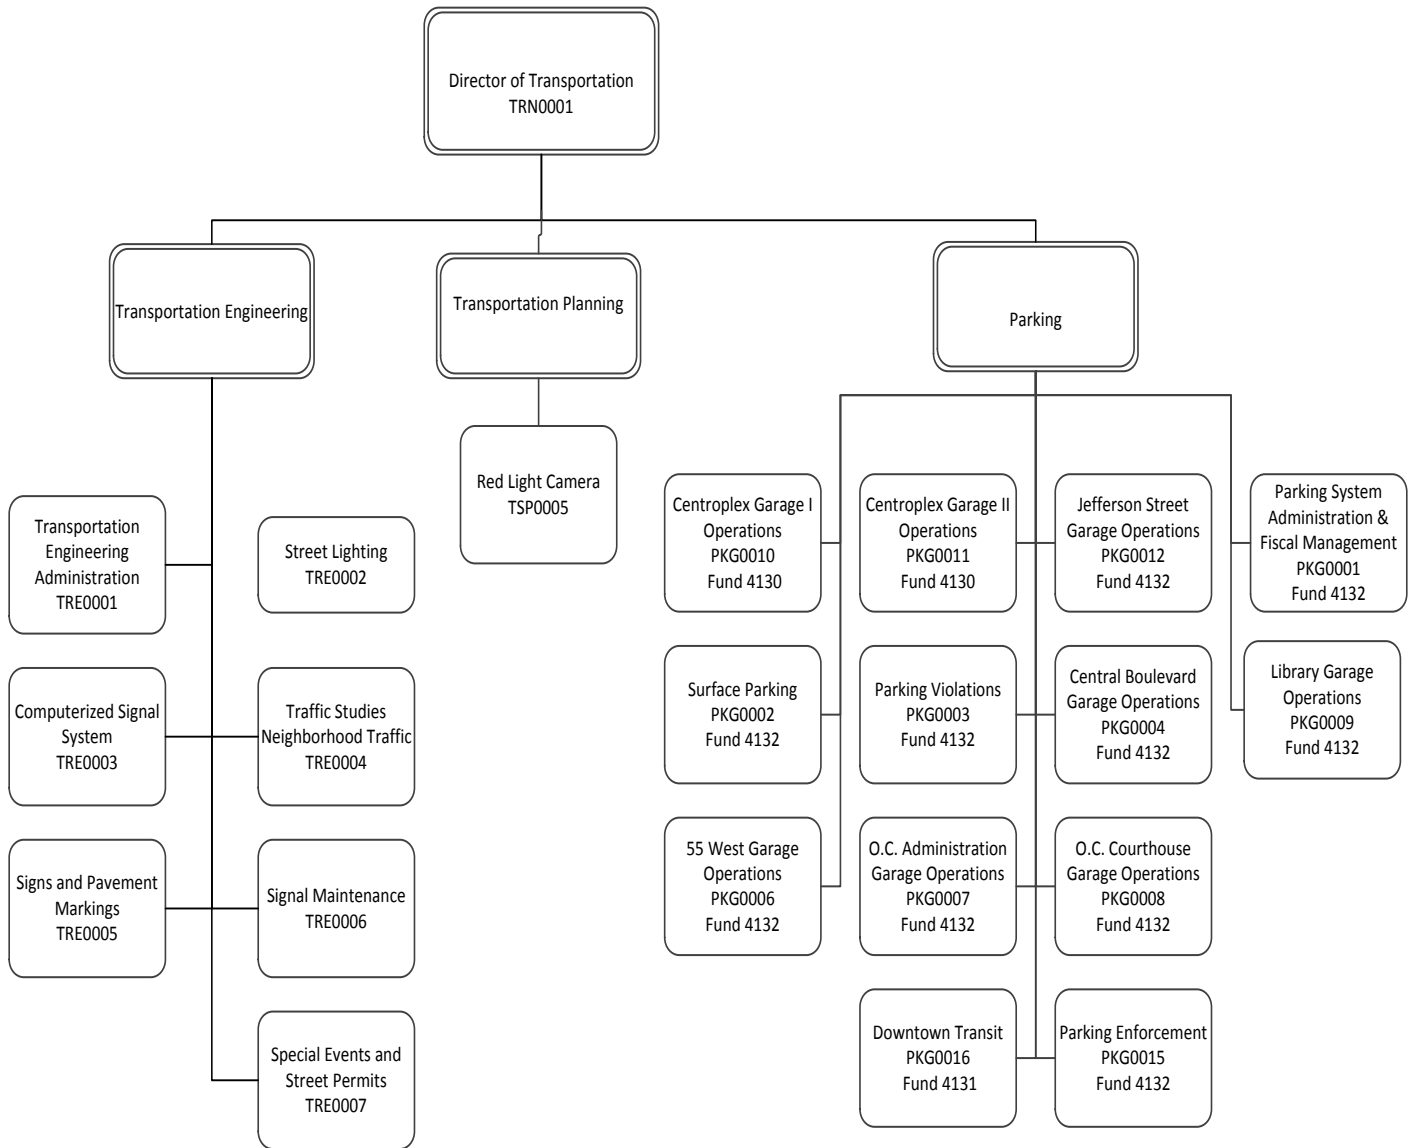 Director of Transportation
TRN0001
Transportation Engineering
Transportation Planning
Parking
Red Light Camera
TSP0005
Transportation
Engineering
Administration
TRE0001
Street Lighting
TRE0002
Computerized Signal
System
TRE0003
Traffic Studies
Neighborhood Traffic
TRE0004
Signs and Pavement
Markings
TRE0005
Signal Maintenance
TRE0006
Special Events and
Street Permits
TRE0007
Centroplex Garage I
Operations
PKG0010
Fund 4130
Centroplex Garage II
Operations
PKG0011
Fund 4130
Jefferson Street
Garage Operations
PKG0012
Fund 4132
Parking System
Administration &
Fiscal Management
PKG0001
Fund 4132
Surface Parking
PKG0002
Fund 4132
Parking Violations
PKG0003
Fund 4132
Central Boulevard
Garage Operations
PKG0004
Fund 4132
Library Garage
Operations
PKG0009
Fund 4132
55 West Garage
Operations
PKG0006
Fund 4132
O.C. Administration
Garage Operations
PKG0007
Fund 4132
O.C. Courthouse
Garage Operations
PKG0008
Fund 4132
Downtown Transit
PKG0016
Fund 4131
Parking Enforcement
PKG0015
Fund 4132